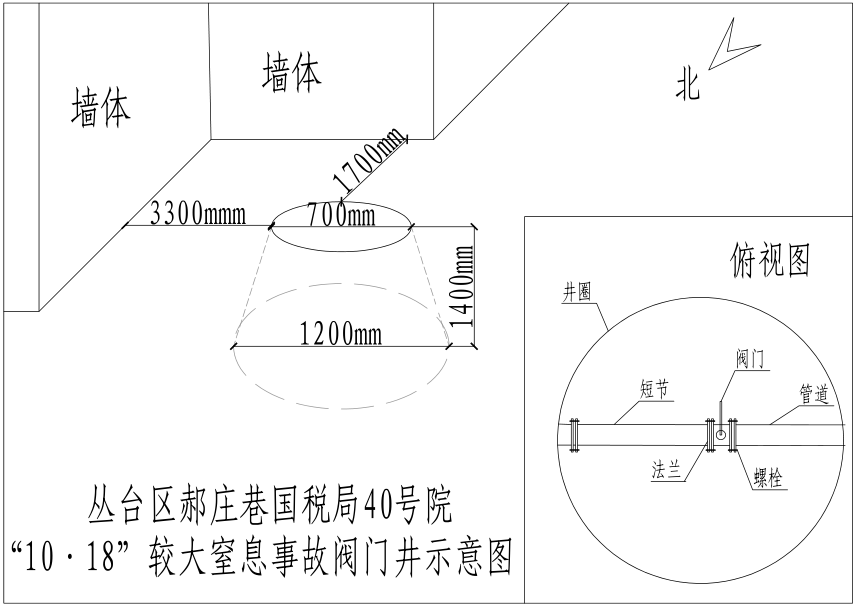 墙体
墙体
北
1700mm
3300mmm
700mm
1400mm
1200mm
俯视图
井圈
阀门
短节
管道
法兰
螺栓
丛台区郝庄巷国税局40号院
“10·18”较大窒息事故阀门井示意图